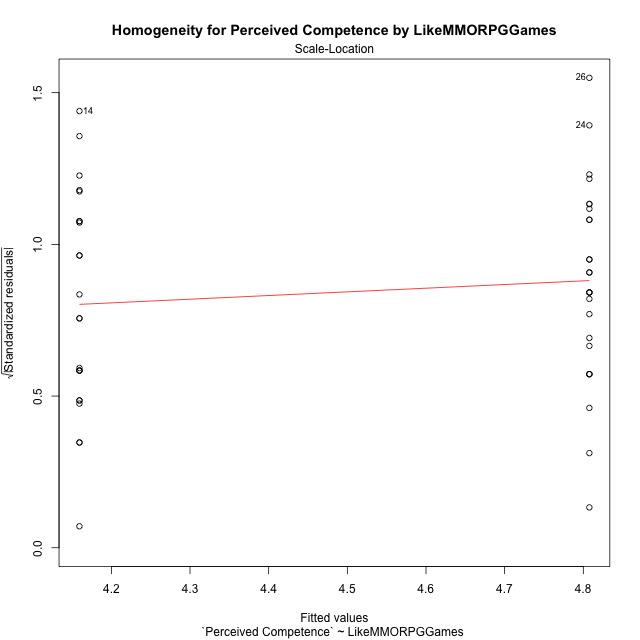 Homogeneity for Perceived Competence by LikeMMORPGGames
Scale-Location
√|Standardized residuals|
1.5
1.0
0.5
0.0
14
26
24
4.2 4.3 4.4 4.5 4.6 4.7 4.8
Fitted values
`Perceived Competence` ~ LikeMMORPGGames